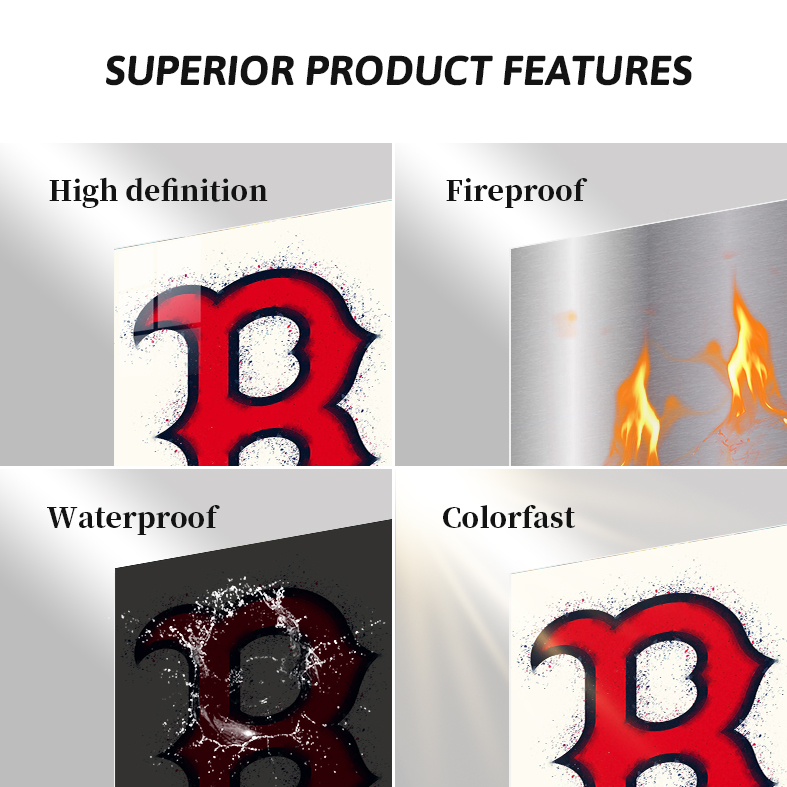 SUPERIOR PRODUCT FEATURES
High definition
Fireproof
B
B
Waterproof
Colorfast
B